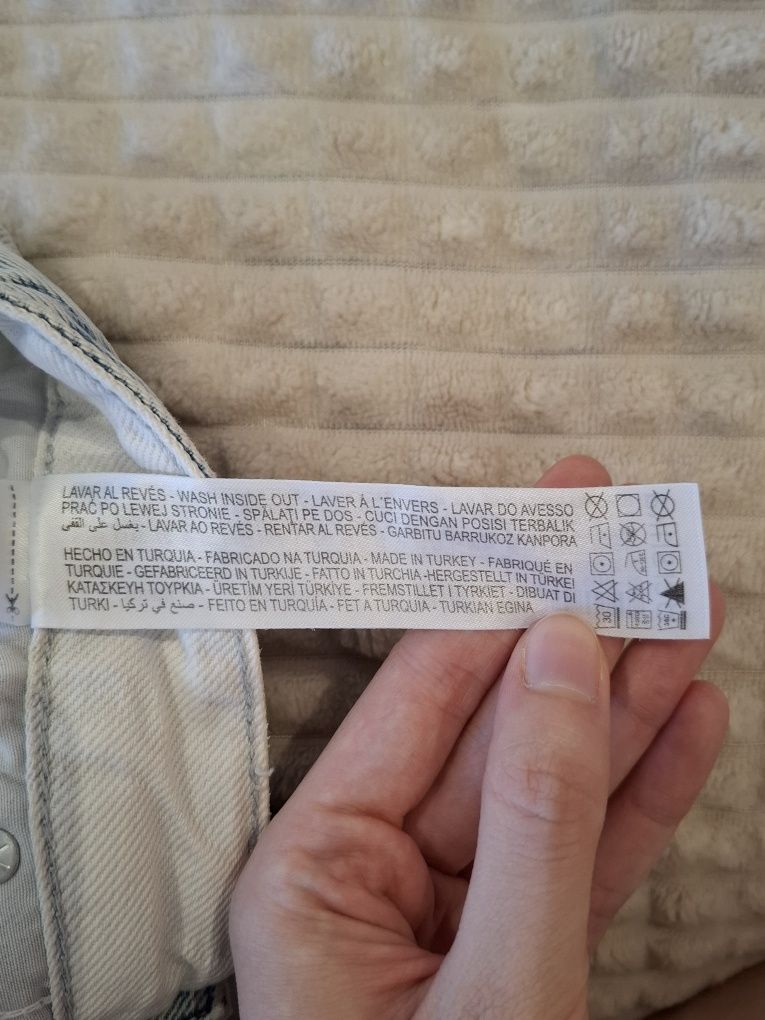 LAVAR AL REVÉS - WASH INSIDE OUT - LAVER À L'ENVERS - LAVAR DO AVESSO
PRAĆ PO LEWEJ STRONIE - SPĂLAŢI PE DOS - CUCI DENGAN POSISI TERBALIK
يغسل على القفى - LAVAR AO REVÉS - RENTAR AL REVÉS - GARBITU BARRUKOZ KANPORA
HECHO EN TURQUIA - FABRICADO NA TURQUIA - MADE IN TURKEY - FABRIQUÉ EN
TURQUIE - GEFABRICEERD IN TURKIJE - FATTO IN TURCHIA -HERGESTELLT IN TÜRKEI
ΚΑΤΑΣΚΕΥΗ ΤΟΥΡΚΙΑ - ÜRETİM YERİ TÜRKİYE - FREMSTILLET I TYRKIET - DIBUAT DI
TURKI - صنع في تركيا - FEITO EN TURQUÍA - FET A TURQUIA - TURKIAN EGINA
30